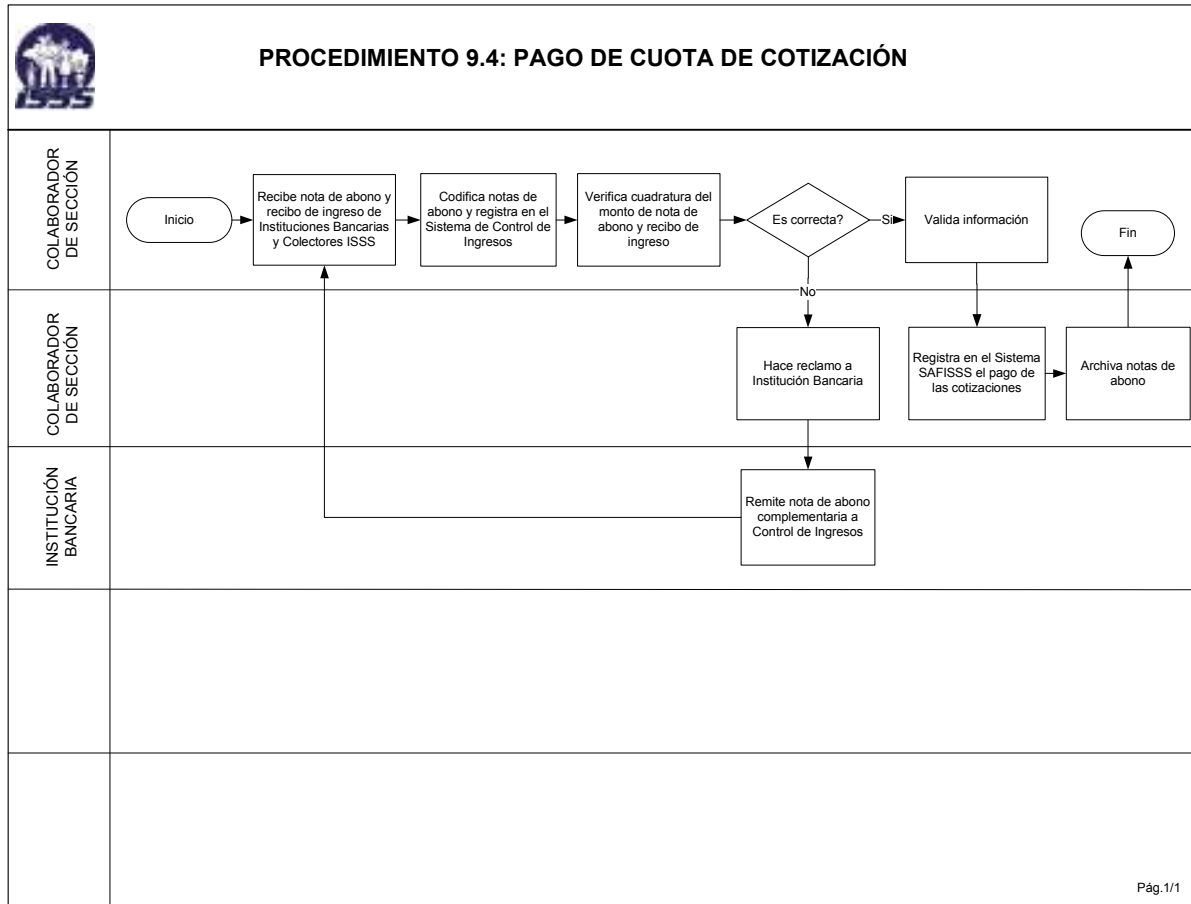 ISSS
PROCEDIMIENTO 9.4: PAGO DE CUOTA DE COTIZACIÓN
COLABORADOR
DE SECCIÓN
Inicio
Recibe nota de abono y
recibo de ingreso de
Instituciones Bancarias
y Colectores ISSS
Codifica notas de
abono y registra en el
Sistema de Control de
Ingresos
Verifica cuadratura del
monto de nota de
abono y recibo de
ingreso
Es correcta?
Si
Valida información
Fin
No
COLABORADOR
DE SECCIÓN
Hace reclamo a
Institución Bancaria
Registra en el Sistema
SAFISSS el pago de
las cotizaciones
Archiva notas de
abono
INSTITUCIÓN
BANCARIA
Remite nota de abono
complementaria a
Control de Ingresos
Pág.1/1